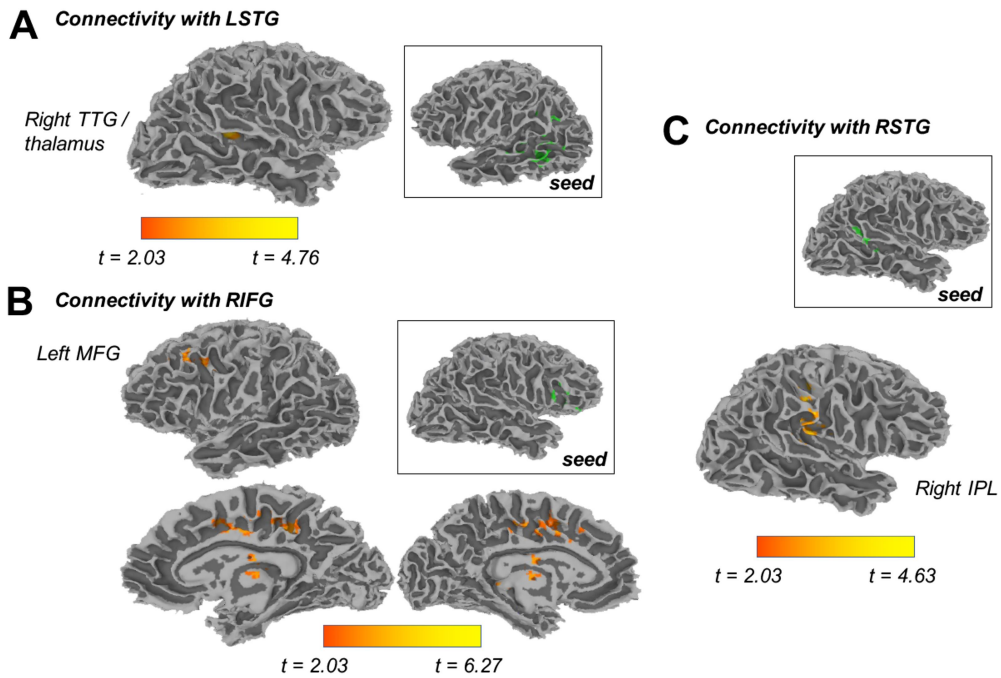 A
Connectivity with LSTG
Right TTG /
thalamus
seed
t = 2.03
t = 4.76
B
Connectivity with RIFG
Left MFG
seed
t = 2.03
t = 6.27
C
Connectivity with RSTG
seed
Right IPL
t = 2.03
t = 4.63